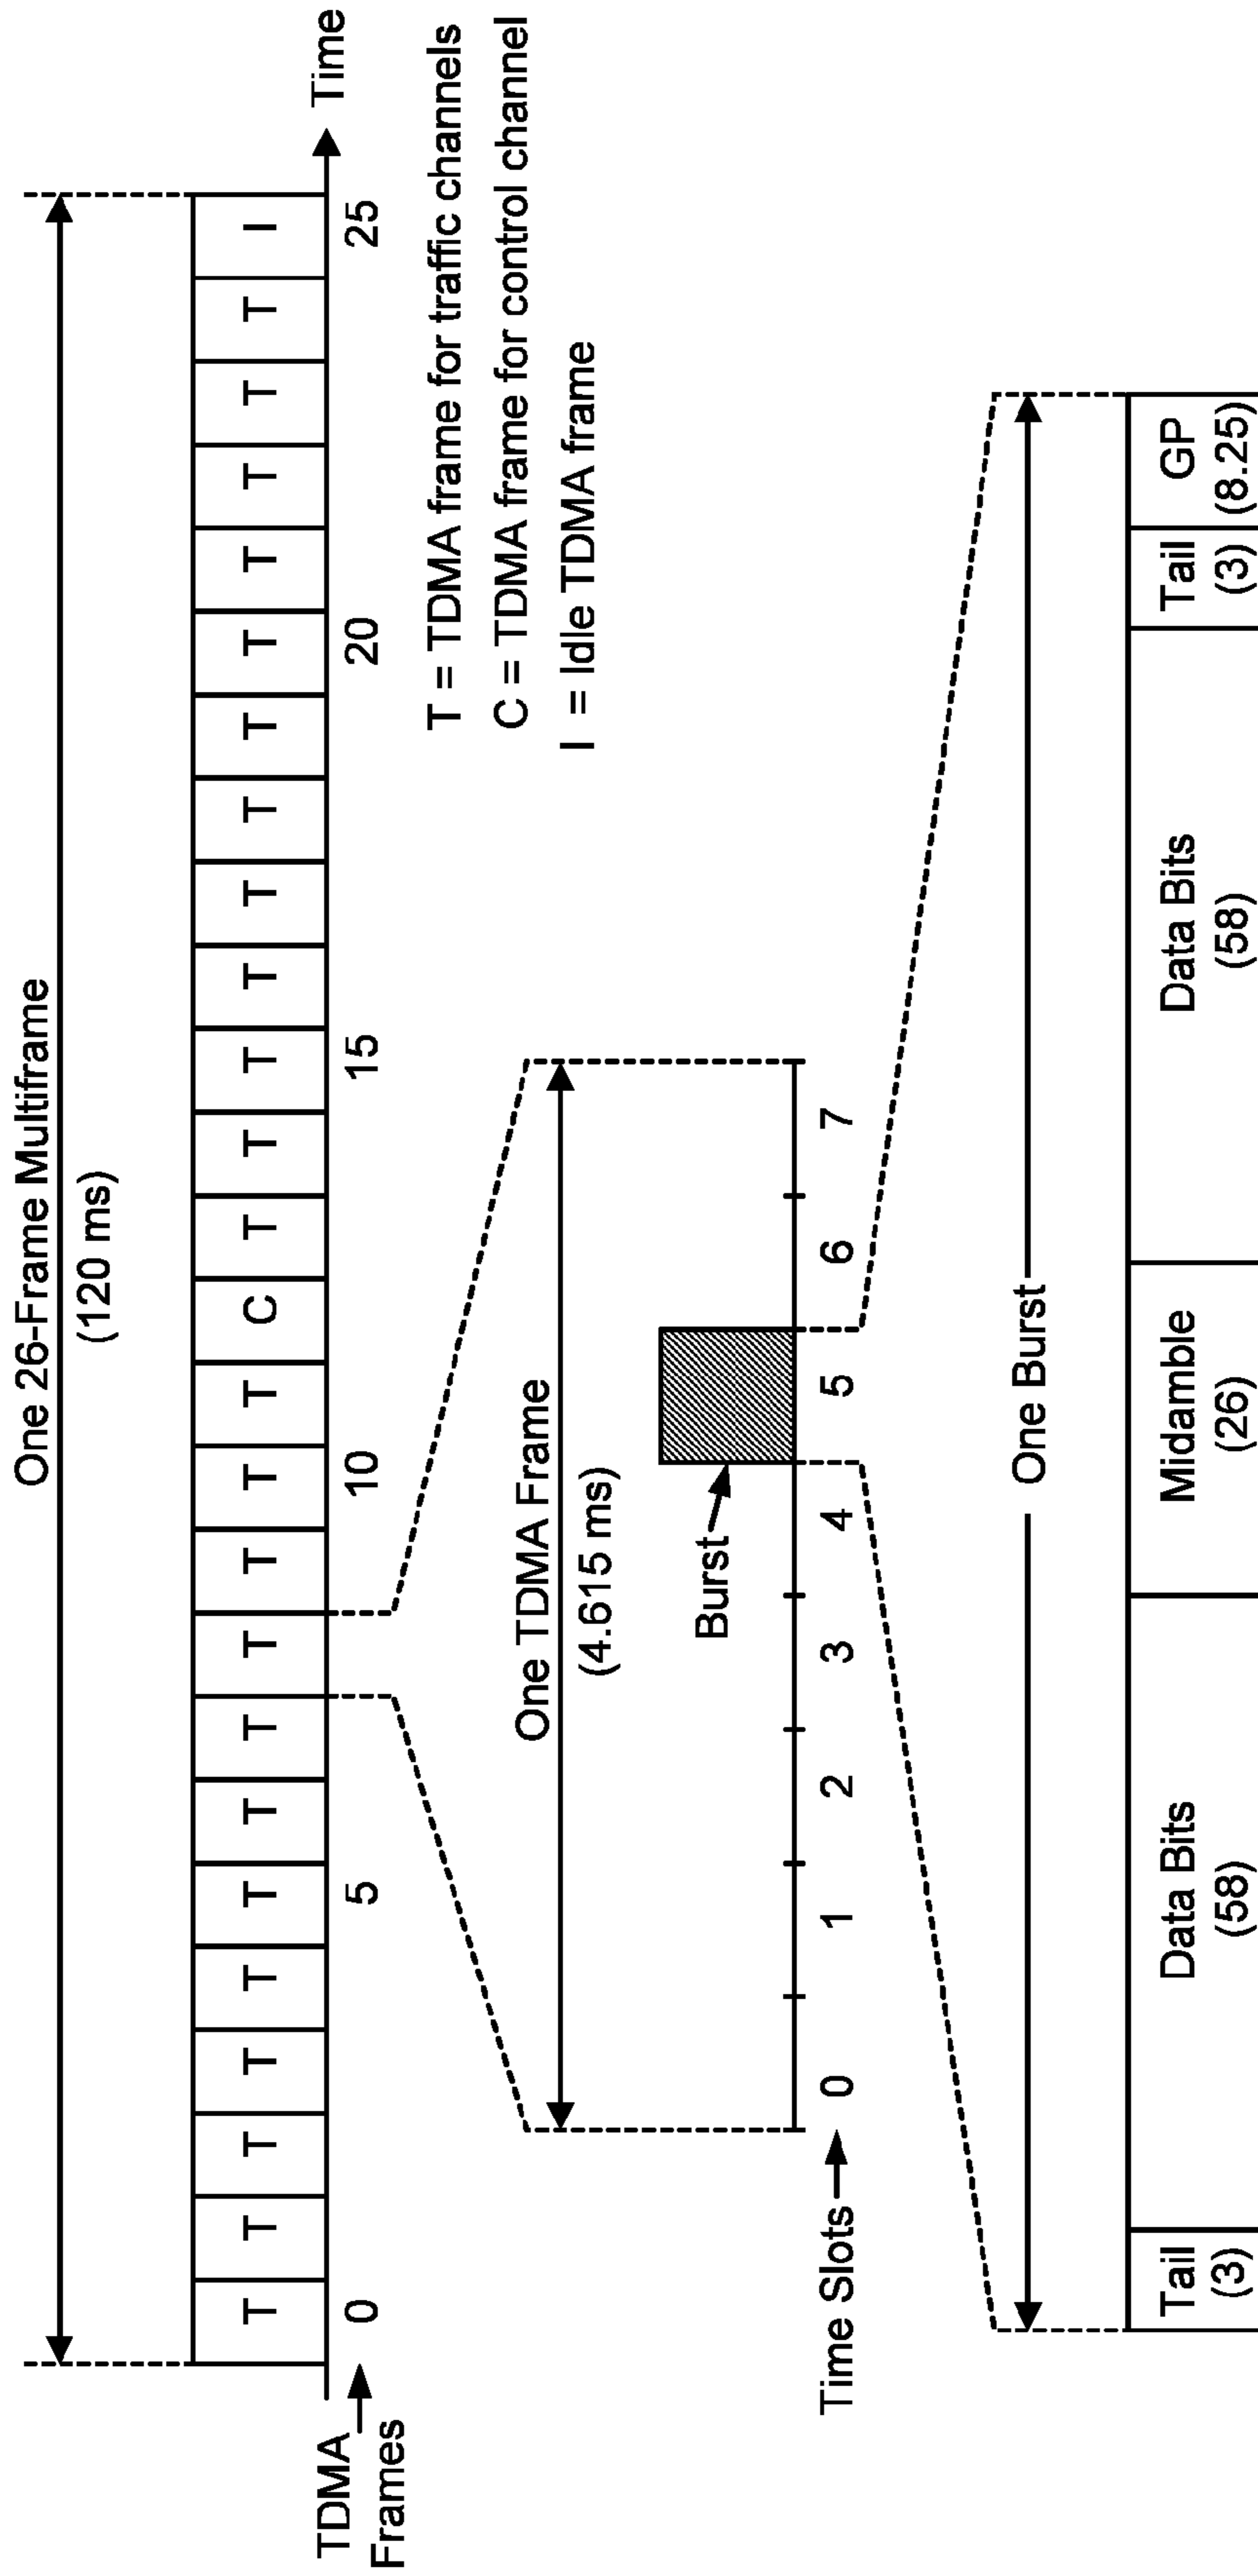 One 26-Frame Multiframe
(120 ms)
T T T T T T T T T T T T C T T T T T T T T T T T T I
Time
TDMA
Frames
0 5 10 15 20 25
T = TDMA frame for traffic channels
C = TDMA frame for control channel
I = Idle TDMA frame
One TDMA Frame
(4.615 ms)
Burst
Time Slots
0 1 2 3 4 5 6 7
One Burst
Tail Data Bits Midamble Data Bits Tail GP
(3) (58) (26) (58) (3) (8.25)